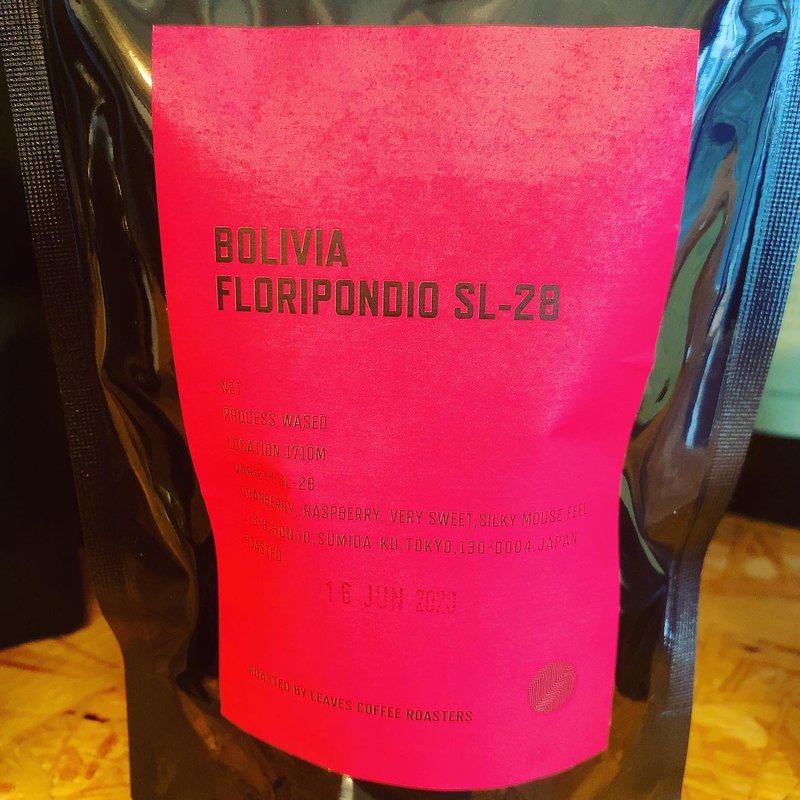 BOLIVIA
FLORIPONDIO SL-28
NET
PROCESS WASED
LOCATION 1710M
VARIETY SL-28
CRANBERRY, RASPBERRY, VERY SWEET,SILKY MOUSE FEEL
1-8-8 HONJO,SUMIDA-KU,TOKYO,130-0004,JAPAN
ROASTED
16 JUN 2020
ROASTED BY LEAVES COFFEE ROASTERS